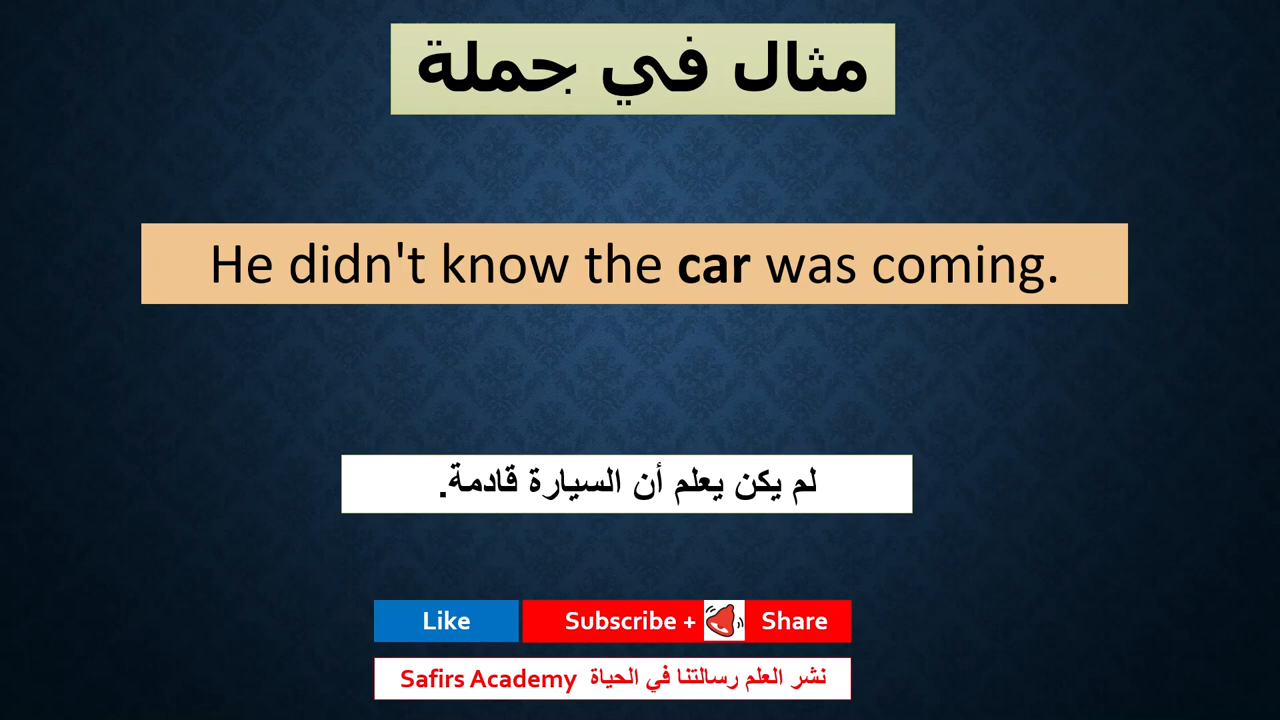 مثال في جملة
He didn't know the car was coming.
لم يكن يعلم أن السيارة قادمة.
Like Subscribe + Share
Safirs Academy نشر العلم رسالتنا في الحياة